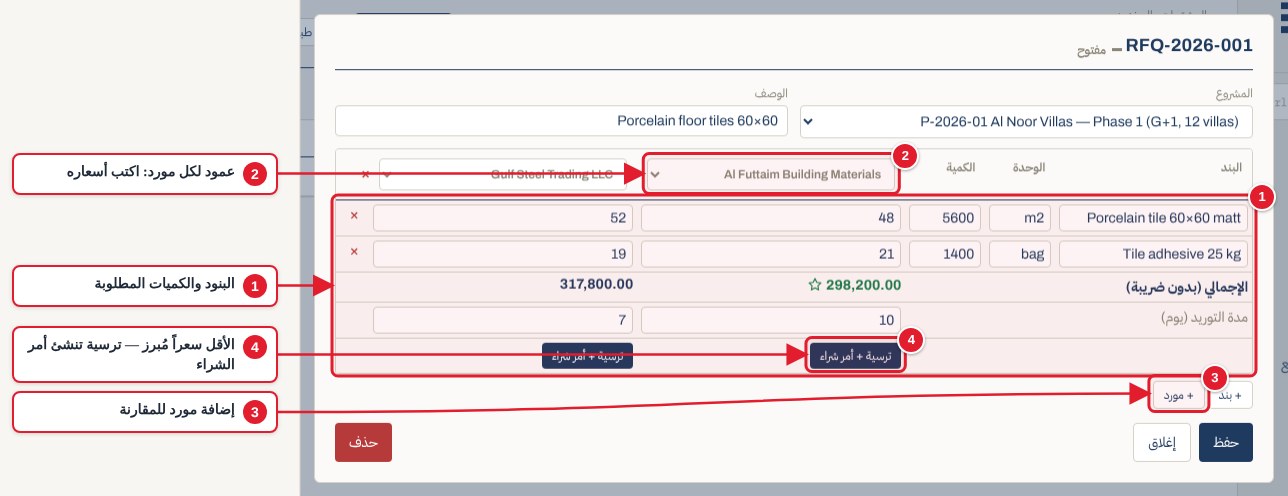 RFQ-2026-001 – مفتوح
المشروع
الوصف
P-2026-01 Al Noor Villas — Phase 1 (G+1, 12 villas)
Porcelain floor tiles 60×60
البند الوحدة الكمية Al Futtaim Building Materials Gulf Steel Trading LLC ×
2
1
Porcelain tile 60×60 matt m2 5600 48 52 ×
Tile adhesive 25 kg bag 1400 21 19 ×
الإجمالي (بدون ضريبة) 298,200.00 ☆ 317,800.00
مدة التوريد (يوم) 10 7
ترسية + أمر شراء ترسية + أمر شراء
4
3
+ بند + مورد
حفظ إغلاق حذف
2 عمود لكل مورد: اكتب أسعاره
1 البنود والكميات المطلوبة
4 الأقل سعراً مُبرز — ترسية تنشئ أمر
الشراء
3 إضافة مورد للمقارنة